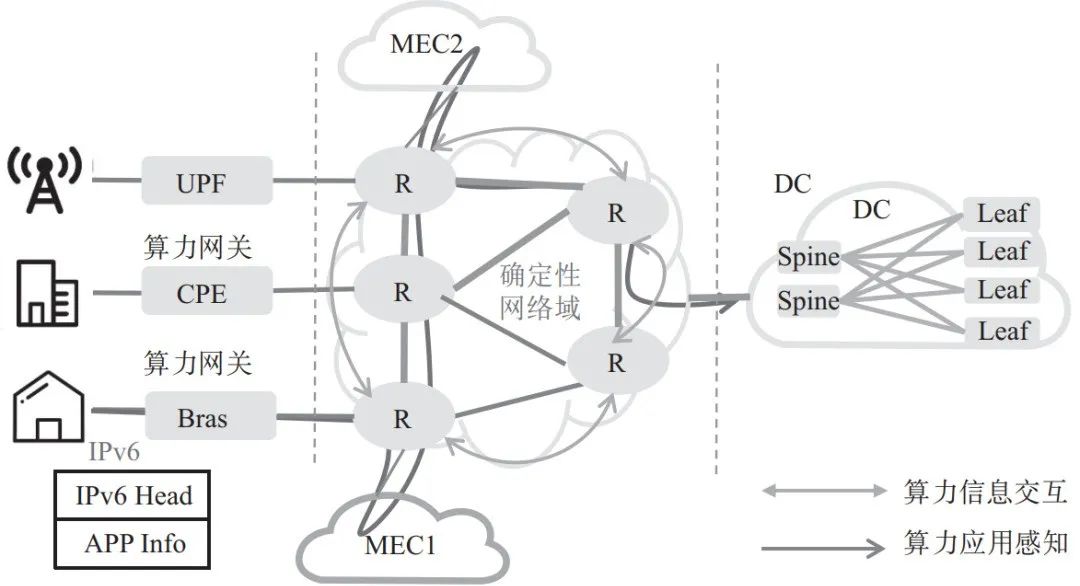 MEC2
UPF
R
R
算力网关
CPE
R
确定性
网络域
算力网关
Bras
R
R
IPv6
IPv6 Head
APP Info
MEC1
DC
DC
Spine
Spine
Leaf
Leaf
Leaf
Leaf
算力信息交互
算力应用感知